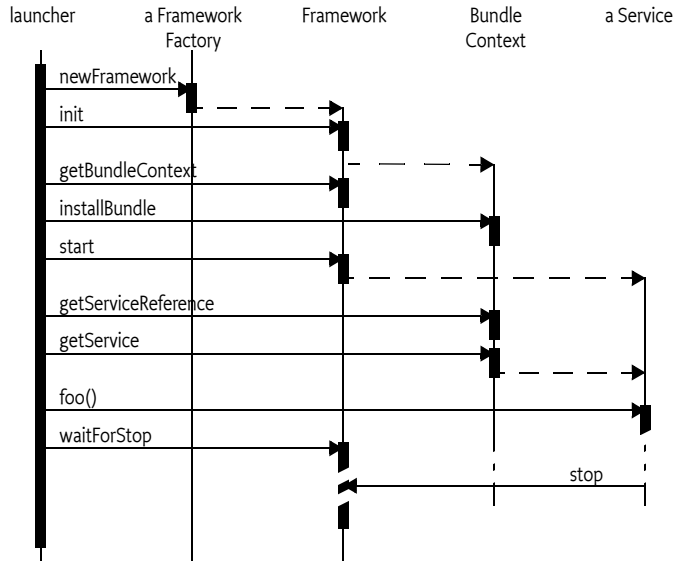 launcher
a Framework
Factory
Framework
Bundle
Context
a Service
newFramework
init
getBundleContext
installBundle
start
getServiceReference
getService
foo()
waitForStop
stop